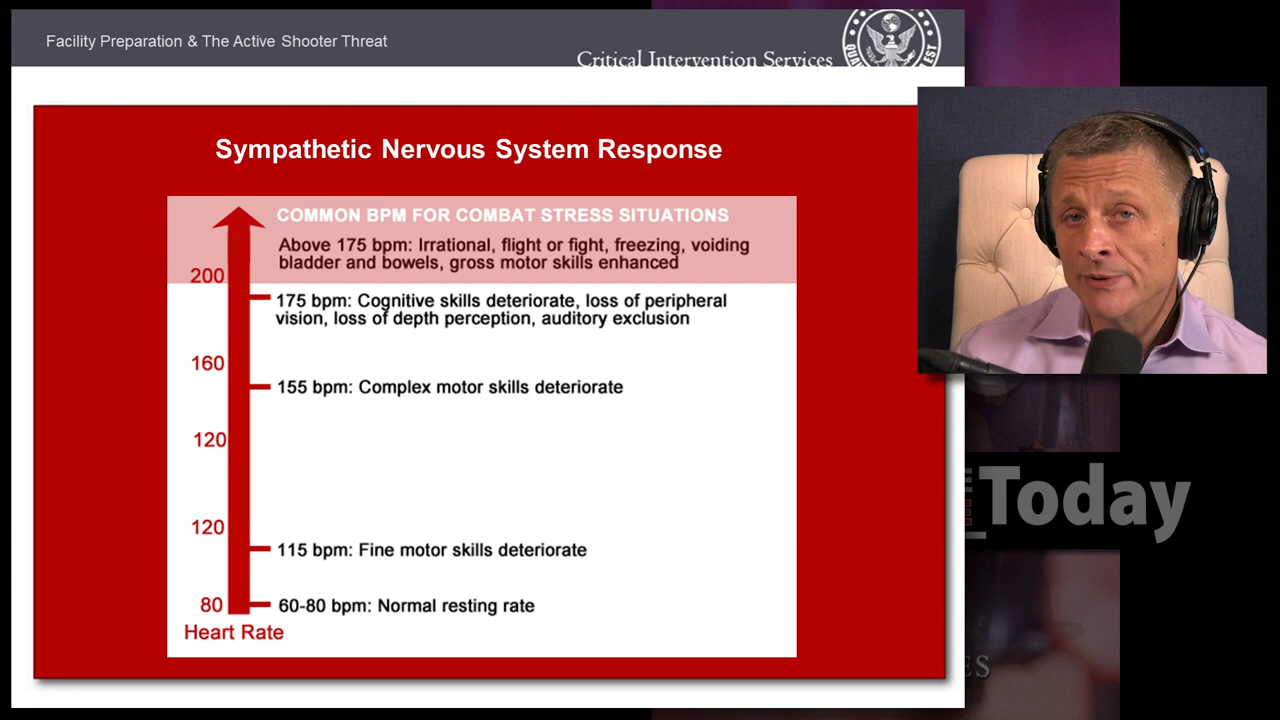 Facility Preparation & The Active Shooter Threat
Critical Intervention Services
Sympathetic Nervous System Response
COMMON BPM FOR COMBAT STRESS SITUATIONS
Above 175 bpm: Irrational, flight or fight, freezing, voiding
bladder and bowels, gross motor skills enhanced
200
175 bpm: Cognitive skills deteriorate, loss of peripheral
vision, loss of depth perception, auditory exclusion
160
155 bpm: Complex motor skills deteriorate
120
120
115 bpm: Fine motor skills deteriorate
80
60-80 bpm: Normal resting rate
Heart Rate
Today